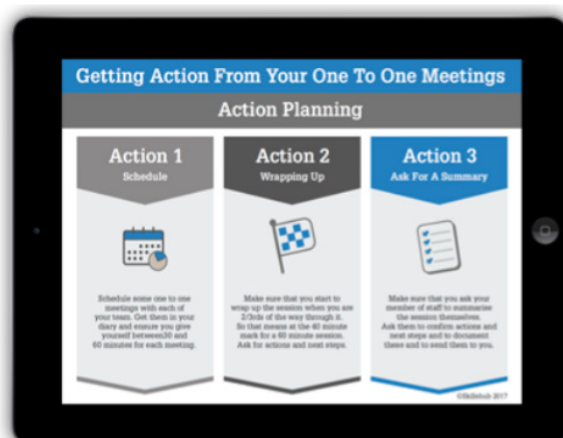 Getting Action From Your One To One Meetings
Action Planning
Action 1
Schedule
Schedule some one to one
meetings with each of
your team. Get them in your
diary and ensure you give
yourself between30 and
60 minutes for each meeting.
Action 2
Wrapping Up
Make sure that you start to
wrap up the session when you are
2/3rds of the way through it.
So that means at the 40 minute
mark for a 60 minute session.
Ask for actions and next steps.
Action 3
Ask For A Summary
Make sure that you ask your
member of staff to summarise
the session themselves.
Ask them to confirm actions and
next steps and to document
these and to send them to you.
©Skillshub 2017